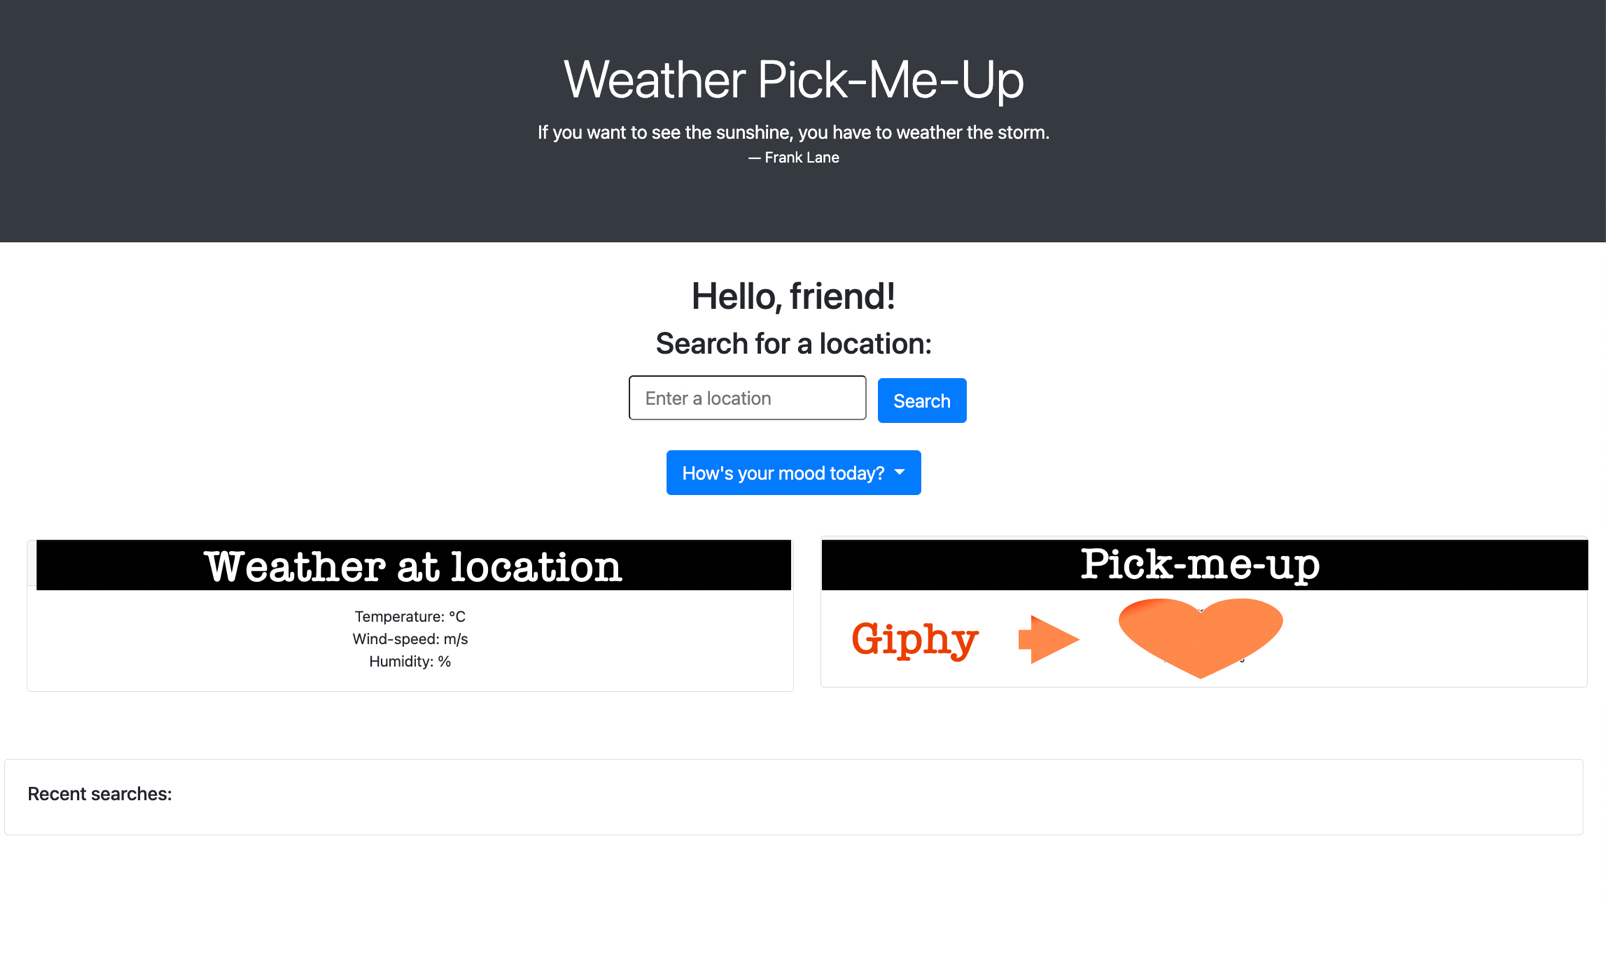 Weather Pick-Me-Up
If you want to see the sunshine, you have to weather the storm.
— Frank Lane
Hello, friend!
Search for a location:
Enter a location
Search
How's your mood today?
Weather at location
Temperature: °C
Wind-speed: m/s
Humidity: %
Pick-me-up
Giphy
Recent searches: